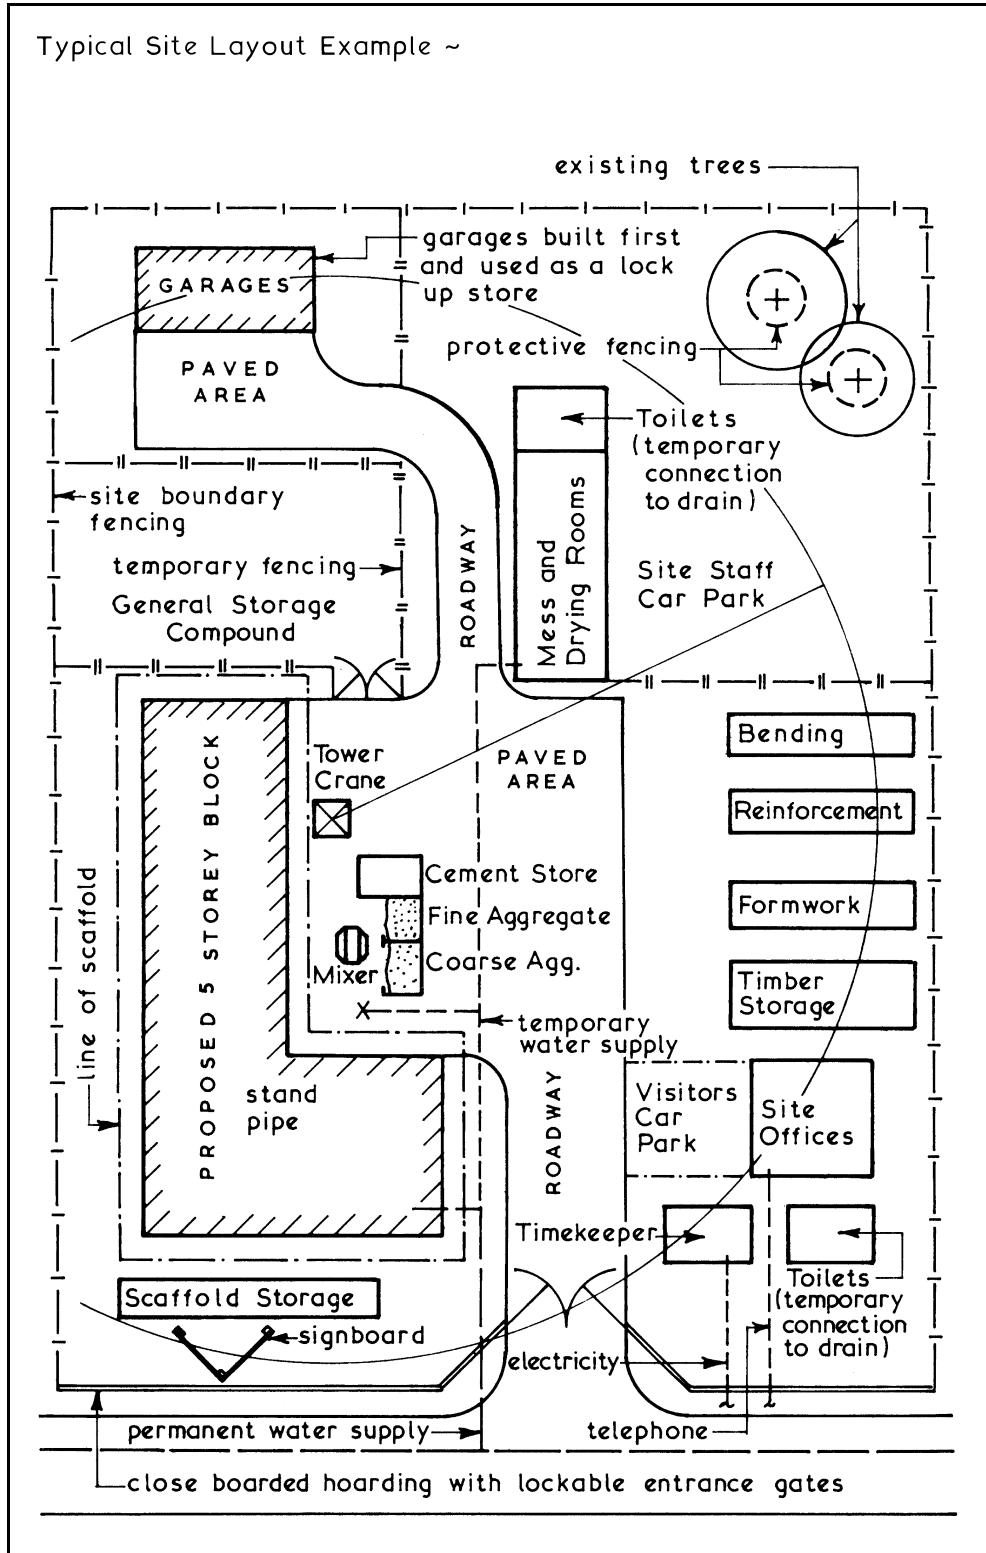 Typical Site Layout Example ~
existing trees
garages built first
and used as a lock
up store
GARAGES
protective fencing
PAVED
AREA
Toilets
(temporary
connection
to drain)
site boundary
fencing
temporary fencing
General Storage
Compound
ROADWAY
Mess and
Drying Rooms
Site Staff
Car Park
Bending
Reinforcement
Formwork
Timber
Storage
PAVED
AREA
Tower
Crane
Cement Store
Fine Aggregate
Coarse Agg.
Mixer
X
temporary
water supply
line of scaffold
PROPOSED 5 STOREY BLOCK
stand
pipe
ROADWAY
Visitors
Car
Park
Site
Offices
Timekeeper
Toilets
(temporary
connection
to drain)
Scaffold Storage
signboard
electricity
permanent water supply
telephone
close boarded hoarding with lockable entrance gates